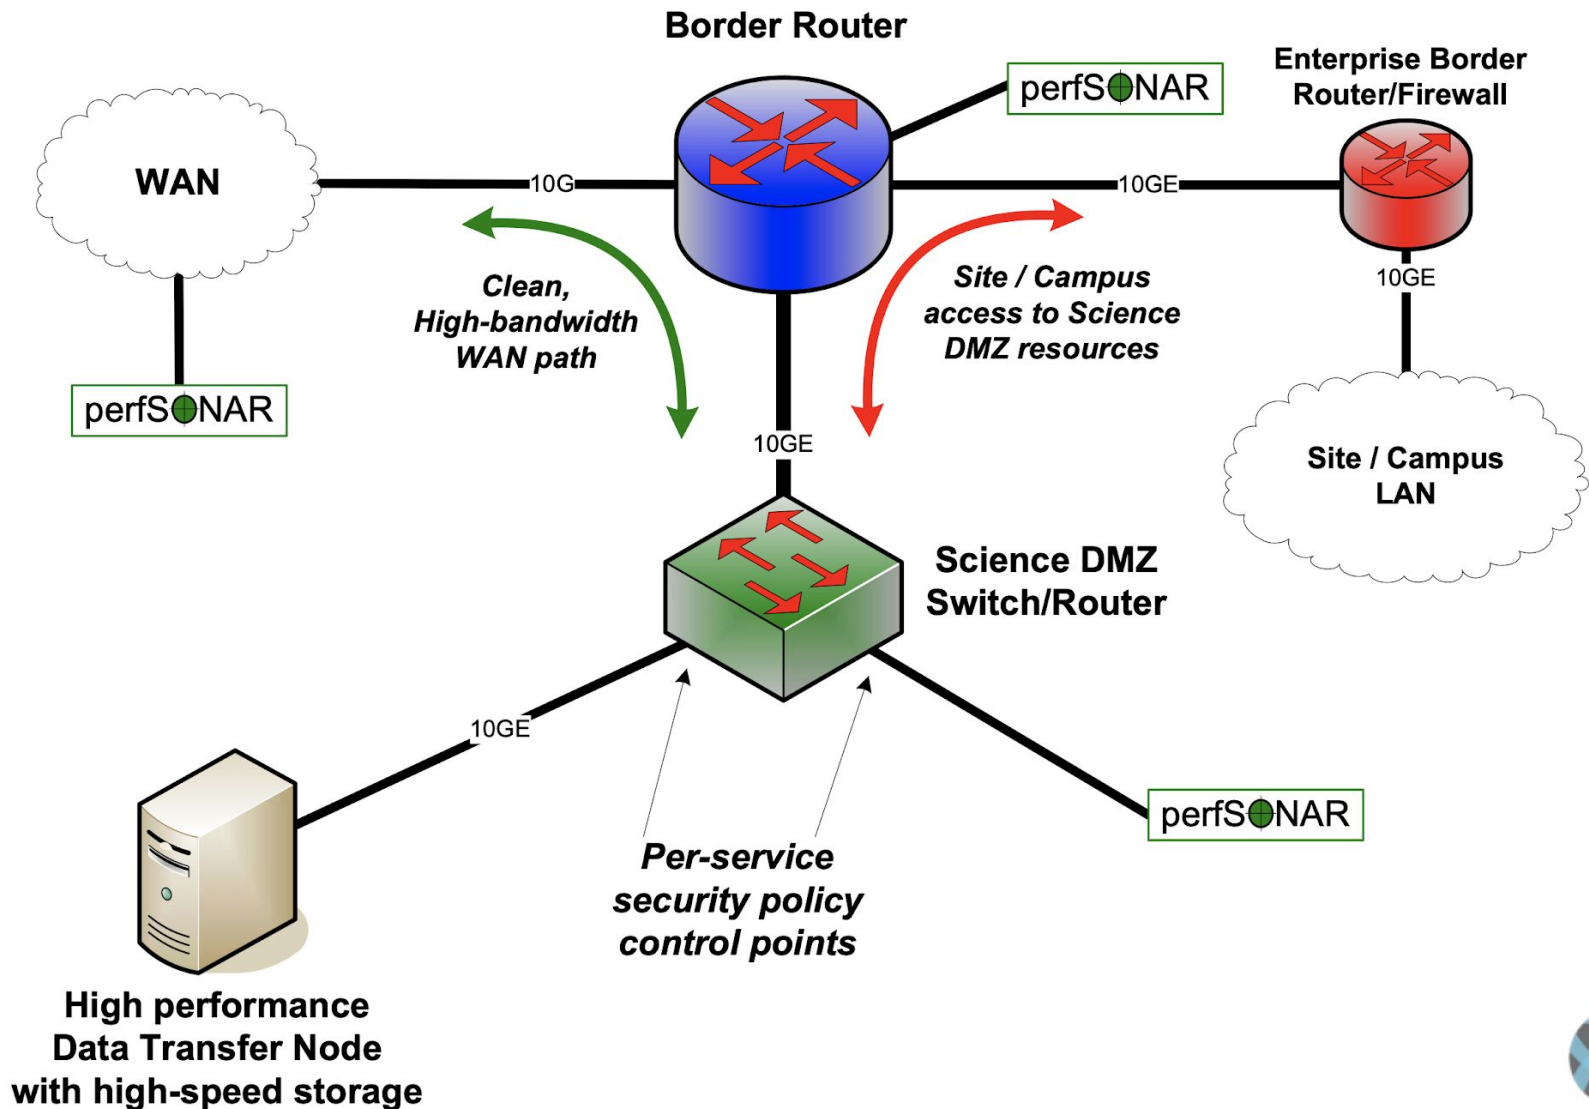 Border Router
perfSONAR
Enterprise Border
Router/Firewall
WAN
10G
10GE
Clean,
High-bandwidth
WAN path
Site / Campus
access to Science
DMZ resources
10GE
perfSONAR
10GE
Site / Campus
LAN
Science DMZ
Switch/Router
10GE
perfSONAR
Per-service
security policy
control points
High performance
Data Transfer Node
with high-speed storage